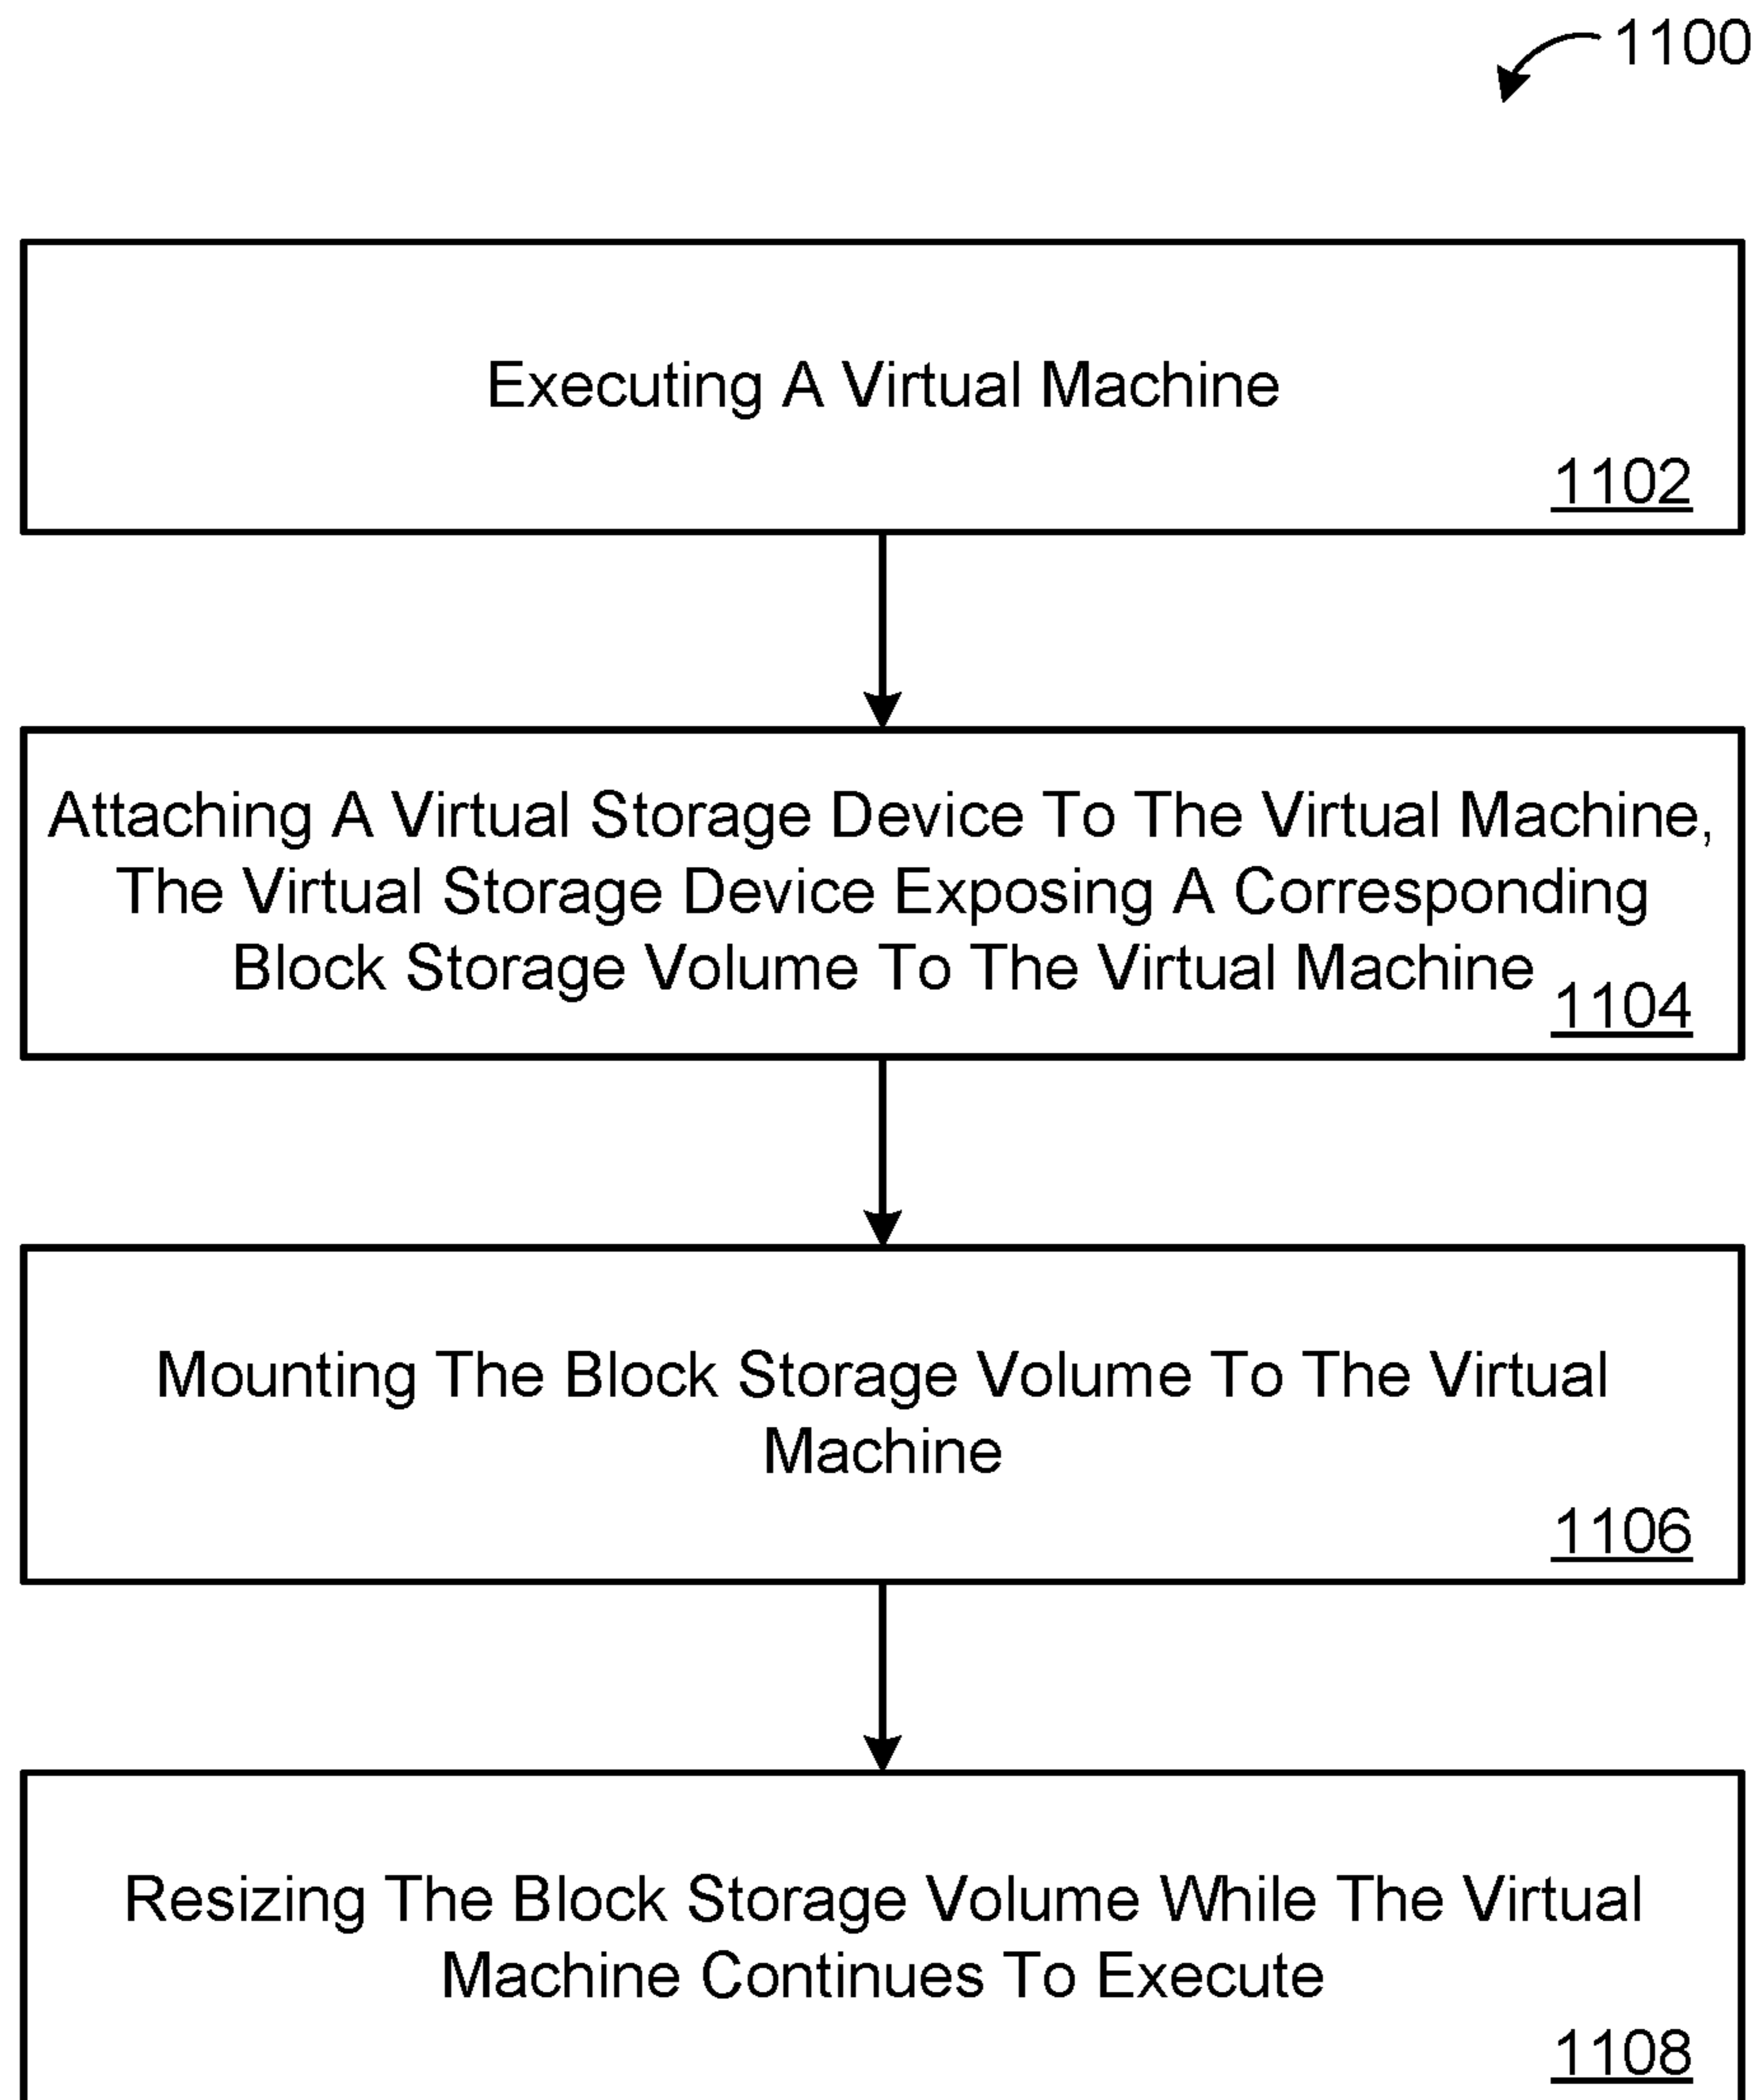 1100
Executing A Virtual Machine
1102
Attaching A Virtual Storage Device To The Virtual Machine,
The Virtual Storage Device Exposing A Corresponding
Block Storage Volume To The Virtual Machine
1104
Mounting The Block Storage Volume To The Virtual
Machine
1106
Resizing The Block Storage Volume While The Virtual
Machine Continues To Execute
1108